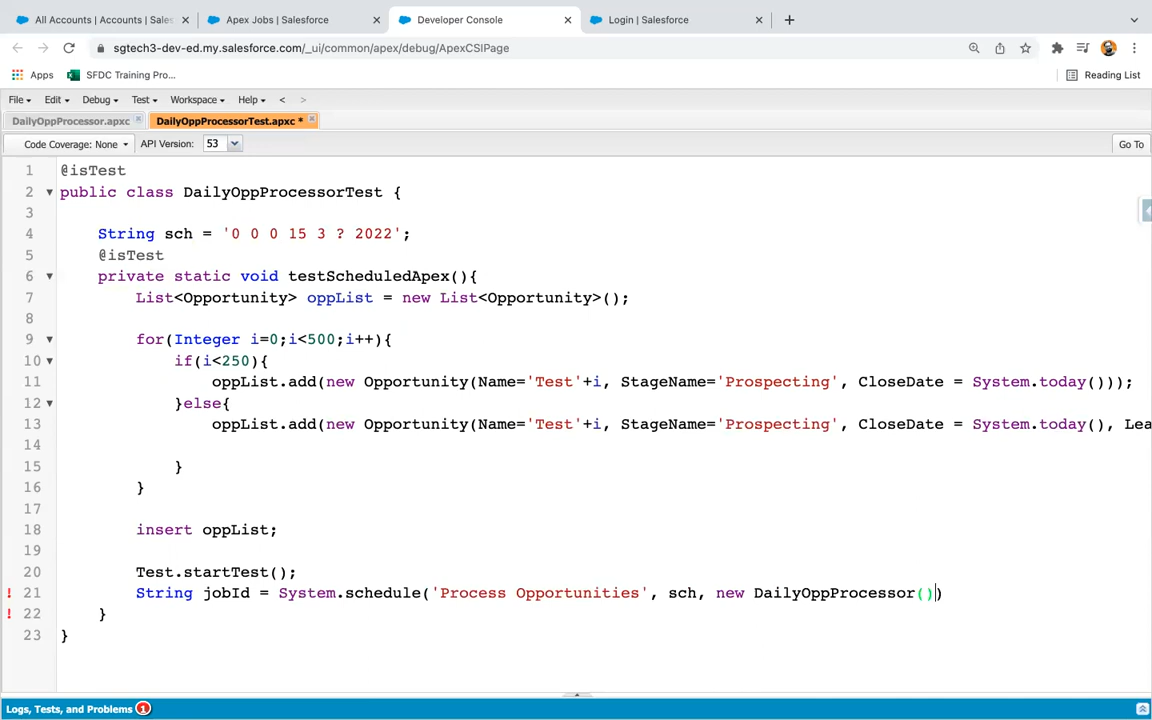 All Accounts | Accounts | Sales
Apex Jobs | Salesforce
Developer Console
Login | Salesforce
sgtech3-dev-ed.my.salesforce.com/_ui/common/apex/debug/ApexCSIPage
Apps
SFDC Training Pro...
Reading List
File
Edit
Debug
Test
Workspace
Help
<
>
DailyOppProcessor.apxc
DailyOppProcessorTest.apxc *
Code Coverage: None
API Version:
53
Go To
1 @isTest
2 public class DailyOppProcessorTest {
3
4 String sch = '0 0 0 15 3 ? 2022';
5 @isTest
6 private static void testScheduledApex(){
7 List<Opportunity> oppList = new List<Opportunity>();
8
9 for(Integer i=0;i<500;i++){
10 if(i<250){
11 oppList.add(new Opportunity(Name='Test'+i, StageName='Prospecting', CloseDate = System.today()));
12 }else{
13 oppList.add(new Opportunity(Name='Test'+i, StageName='Prospecting', CloseDate = System.today(), Lea
14
15 }
16 }
17
18 insert oppList;
19
20 Test.startTest();
! 21 String jobId = System.schedule('Process Opportunities', sch, new DailyOppProcessor())
! 22 }
23 }
Logs, Tests, and Problems 1